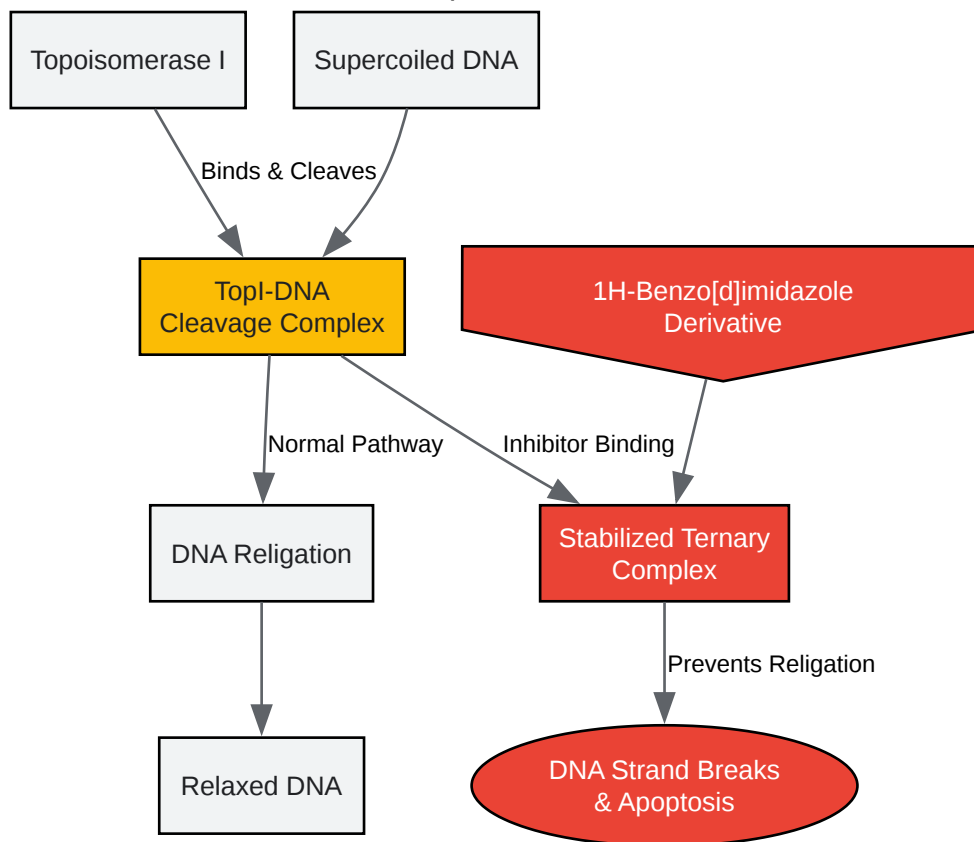 Topoisomerase I
Supercoiled DNA
Binds & Cleaves
TopI-DNA
Cleavage Complex
1H-Benzo[d]imidazole
Derivative
Normal Pathway
Inhibitor Binding
DNA Religation
Stabilized Ternary
Complex
Prevents Religation
Relaxed DNA
DNA Strand Breaks
& Apoptosis